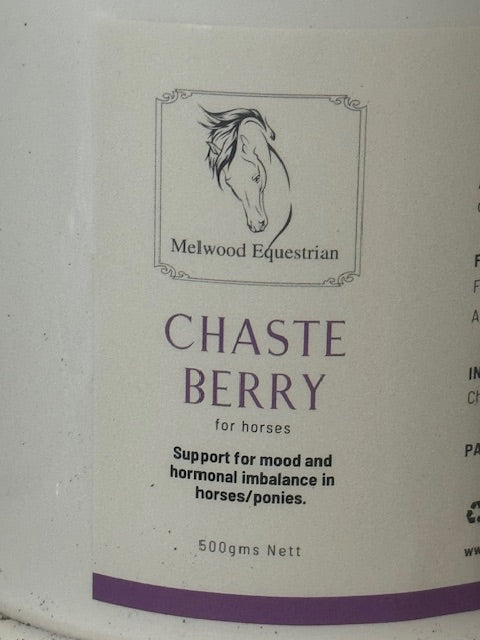 Melwood Equestrian
CHASTE
BERRY
for horses
Support for mood and
hormonal imbalance in
horses/ponies.
500gms Nett